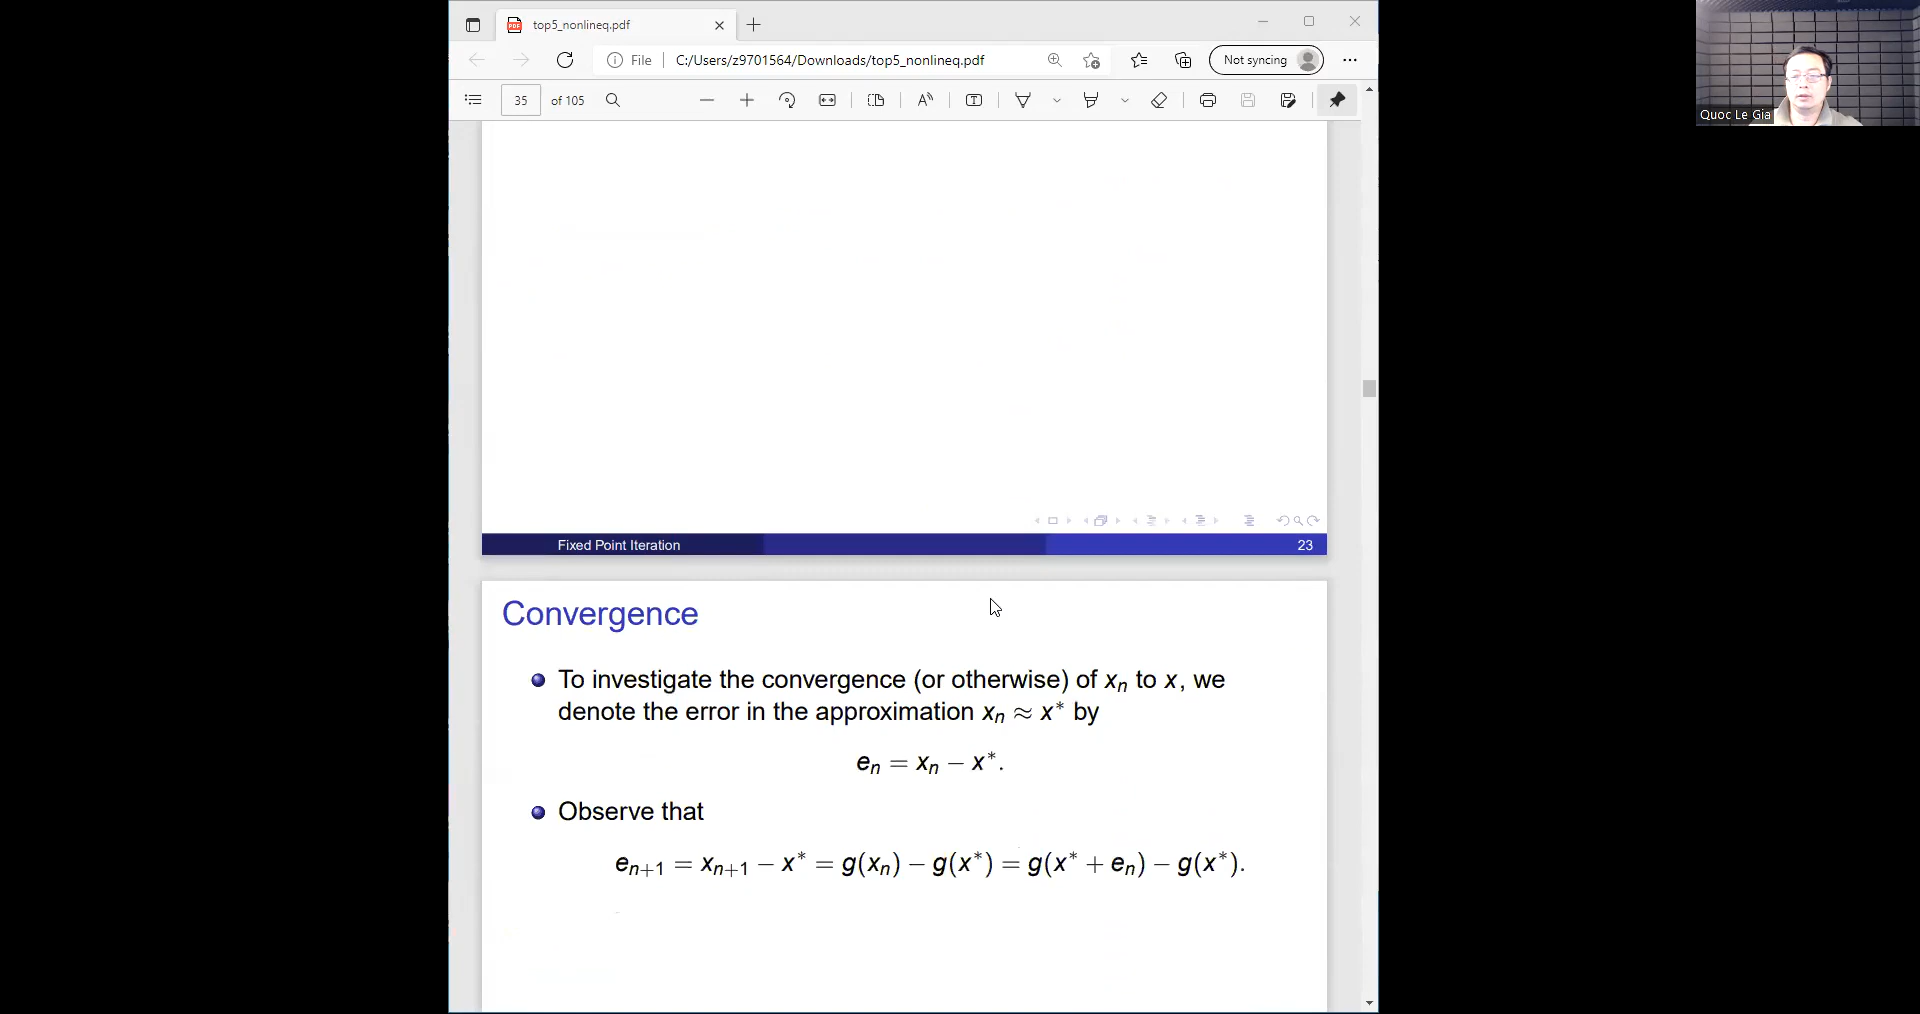 top5_nonlineq.pdf
File C:/Users/z9701564/Downloads/top5_nonlineq.pdf Not syncing
35 of 105
Quoc Le Gia
Fixed Point Iteration 23
Convergence
To investigate the convergence (or otherwise) of xₙ to x, we
denote the error in the approximation xₙ ≈ x* by
eₙ = xₙ − x*.
Observe that
eₙ₊₁ = xₙ₊₁ − x* = g(xₙ) − g(x*) = g(x* + eₙ) − g(x*).